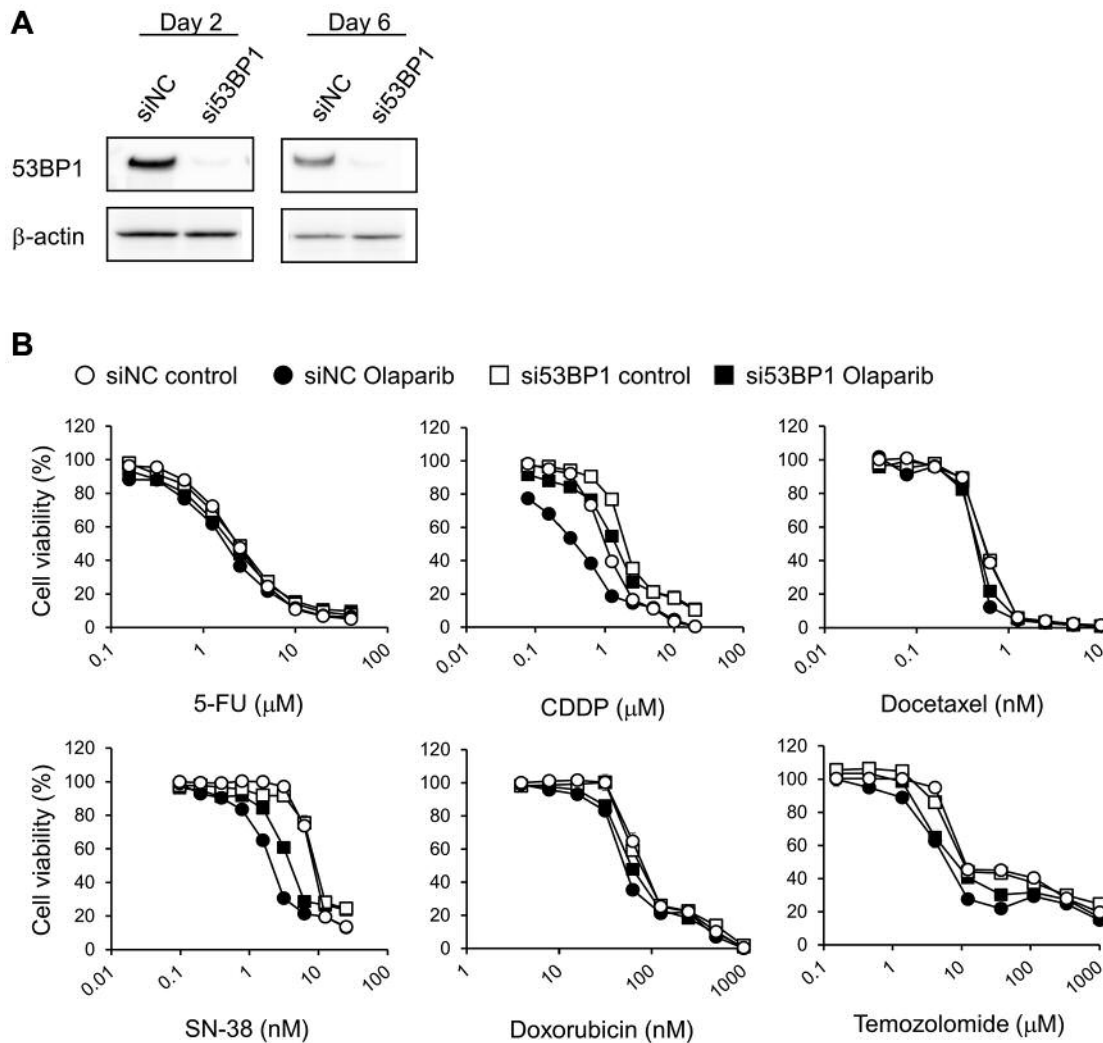 A
Day 2 Day 6
siNC si53BP1 siNC si53BP1
53BP1
β-actin
B
siNC control siNC Olaparib si53BP1 control si53BP1 Olaparib
Cell viability (%)
120
100
80
60
40
20
0
0.1 1 10 100
5-FU (μM)
120
100
80
60
40
20
0
0.01 0.1 1 10 100
CDDP (μM)
120
100
80
60
40
20
0
0.01 0.1 1 10
Docetaxel (nM)
Cell viability (%)
120
100
80
60
40
20
0
0.01 0.1 1 10 100
SN-38 (nM)
120
100
80
60
40
20
0
1 10 100 1000
Doxorubicin (nM)
120
100
80
60
40
20
0
0.1 1 10 100 1000
Temozolomide (μM)